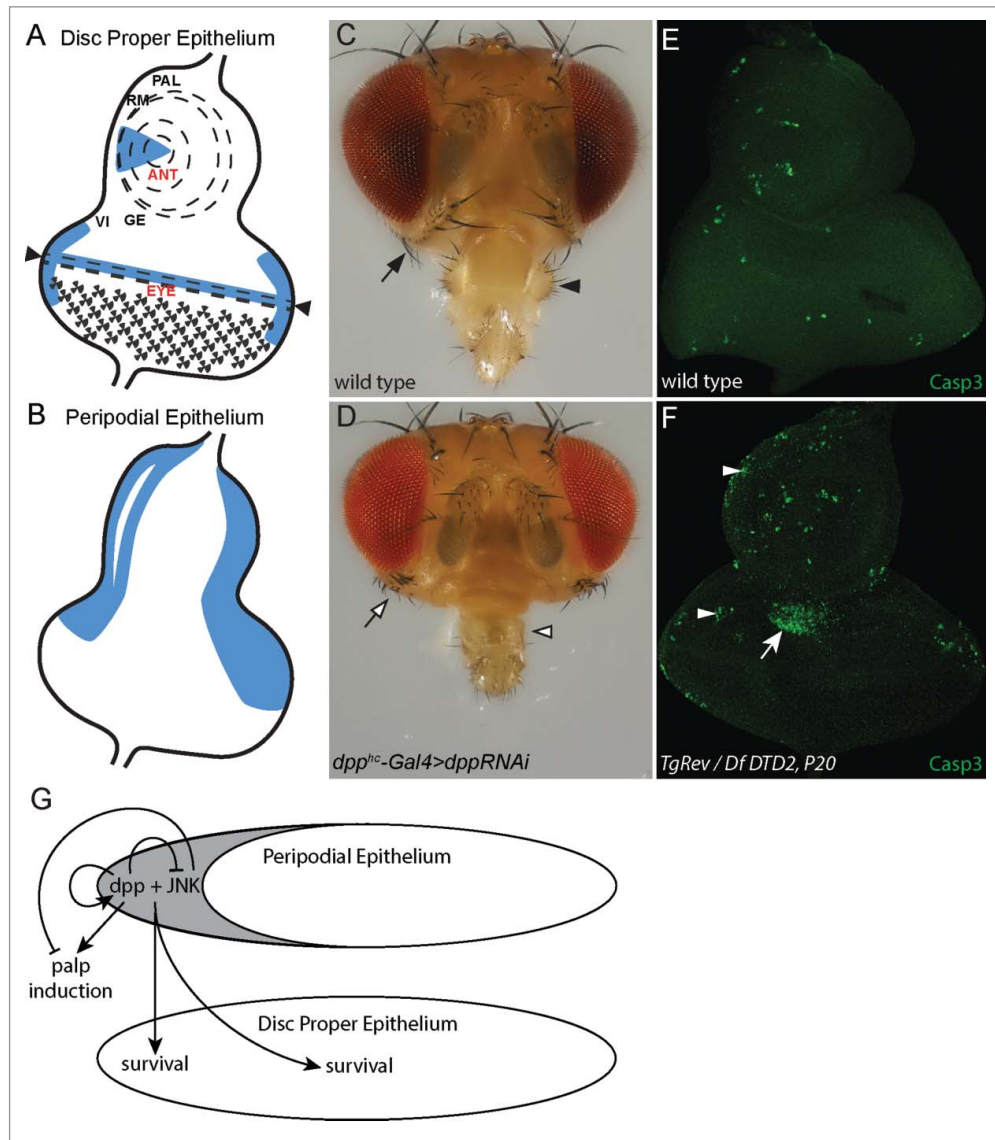 A
Disc Proper Epithelium
PAL
RM
ANT
VI
GE
EYE
B
Peripodial Epithelium
C
wild type
D
dpphc-Gal4>dppRNAi
E
wild type
Casp3
F
TgRev / Df DTD2, P20
Casp3
G
Peripodial Epithelium
dpp + JNK
palp
induction
Disc Proper Epithelium
survival
survival